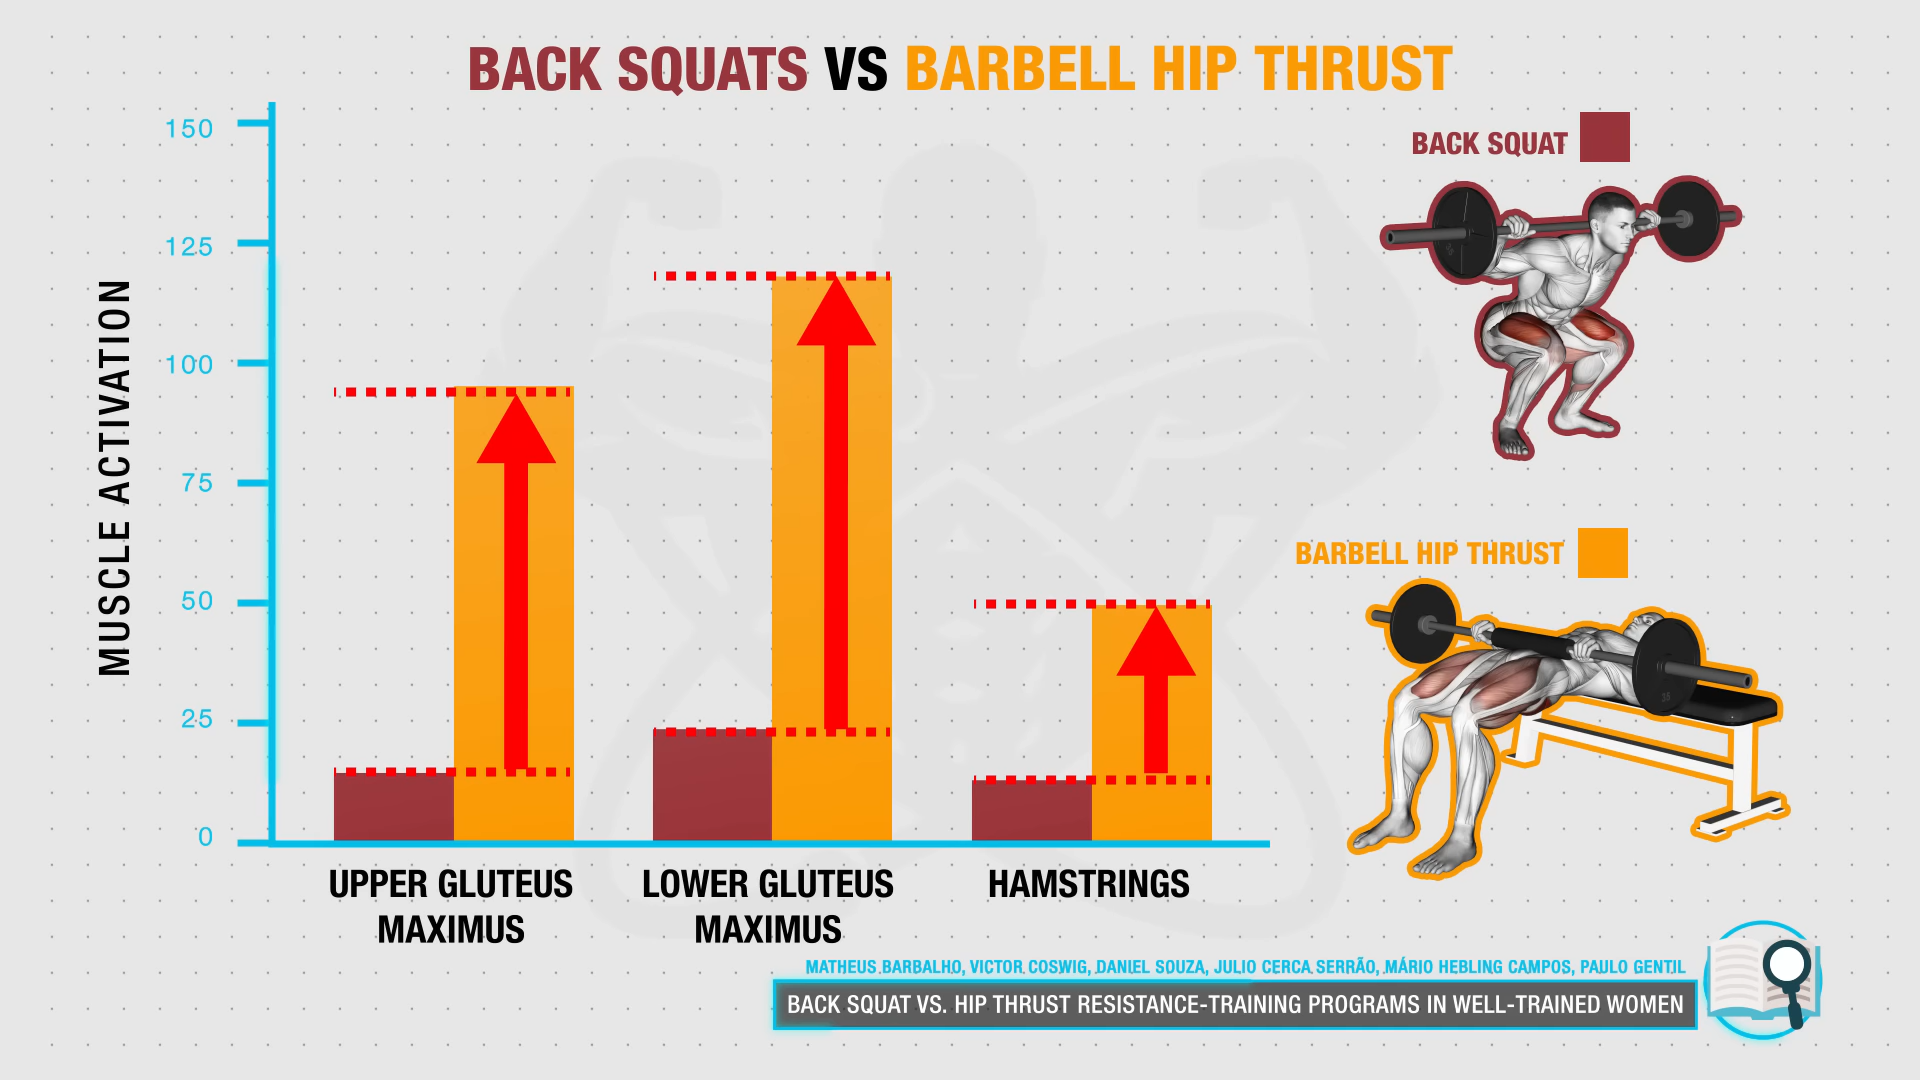 BACK SQUATS VS BARBELL HIP THRUST
150
125
100
75
50
25
0
MUSCLE ACTIVATION
UPPER GLUTEUS
MAXIMUS
LOWER GLUTEUS
MAXIMUS
HAMSTRINGS
BACK SQUAT
BARBELL HIP THRUST
MATHEUS BARBALHO, VICTOR COSWIG, DANIEL SOUZA, JULIO CERCA SERRÃO, MÁRIO HEBLING CAMPOS, PAULO GENTIL
BACK SQUAT VS. HIP THRUST RESISTANCE-TRAINING PROGRAMS IN WELL-TRAINED WOMEN